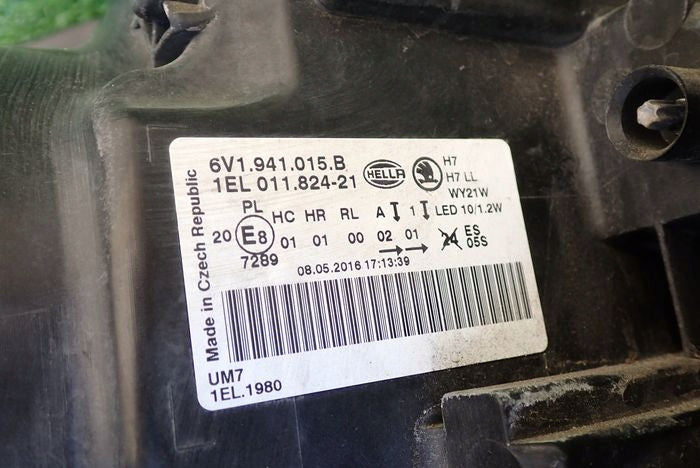 6V1.941.015.B
1EL 011.824-21
HELLA
H7
H7 LL
WY21W
LED 10/1.2W
PL HC HR RL A 1
20 E8 01 01 00 02 01 24 ES
05S
7289
08.05.2016 17:13:39
Made in Czech Republic
UM7
1EL.1980